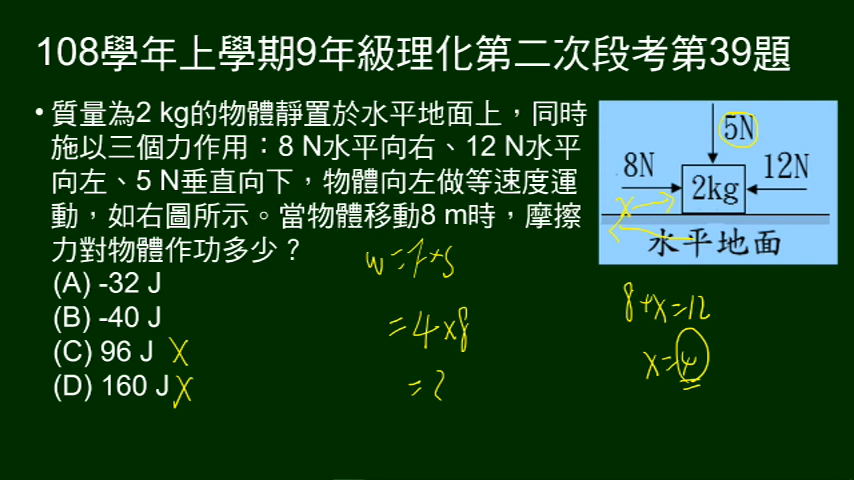 108學年上學期9年級理化第二次段考第39題
• 質量為2 kg的物體靜置於水平地面上，同時
施以三個力作用：8 N水平向右、12 N水平
向左、5 N垂直向下，物體向左做等速度運
動，如右圖所示。當物體移動8 m時，摩擦
力對物體作功多少？
(A) -32 J
(B) -40 J
(C) 96 J X
(D) 160 J X
5N
8N
12N
2kg
x
水平地面
8+x=12
x=4
=4×8